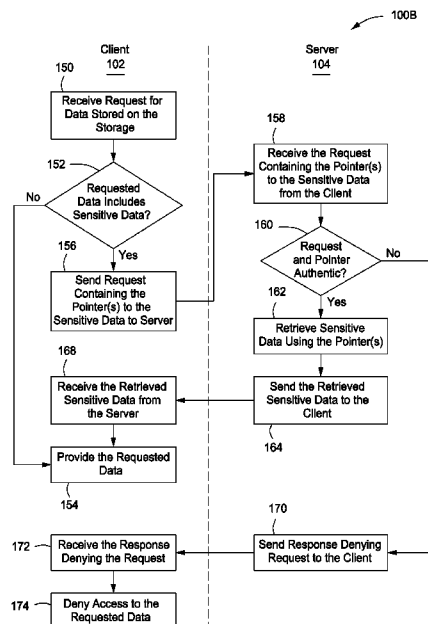 100B
Client
102
Server
104
150
Receive Request for
Data Stored on the
Storage
152
Requested
Data Includes
Sensitive Data?
No
Yes
156
Send Request
Containing the
Pointer(s) to the
Sensitive Data to Server
158
Receive the Request
Containing the Pointer(s)
to the Sensitive Data
from the Client
160
Request
and Pointer
Authentic?
No
Yes
162
Retrieve Sensitive
Data Using the Pointer(s)
168
Receive the Retrieved
Sensitive Data from
the Server
Send the Retrieved
Sensitive Data to the
Client
164
Provide the Requested
Data
154
170
Send Response Denying
Request to the Client
172
Receive the Response
Denying the Request
174
Deny Access to the
Requested Data